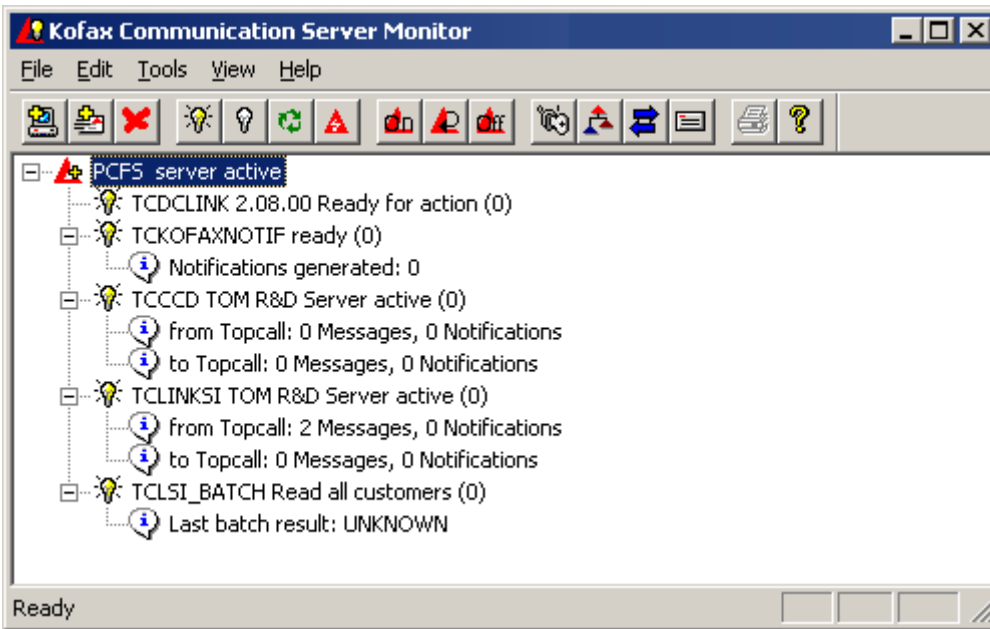 Kofax Communication Server Monitor
File Edit Tools View Help
on off
PCFS server active
TCDCLINK 2.08.00 Ready for action (0)
TCKOFAXNOTIF ready (0)
Notifications generated: 0
TCCCD TOM R&D Server active (0)
from Topcall: 0 Messages, 0 Notifications
to Topcall: 0 Messages, 0 Notifications
TCLINKSI TOM R&D Server active (0)
from Topcall: 2 Messages, 0 Notifications
to Topcall: 0 Messages, 0 Notifications
TCLSI_BATCH Read all customers (0)
Last batch result: UNKNOWN
Ready